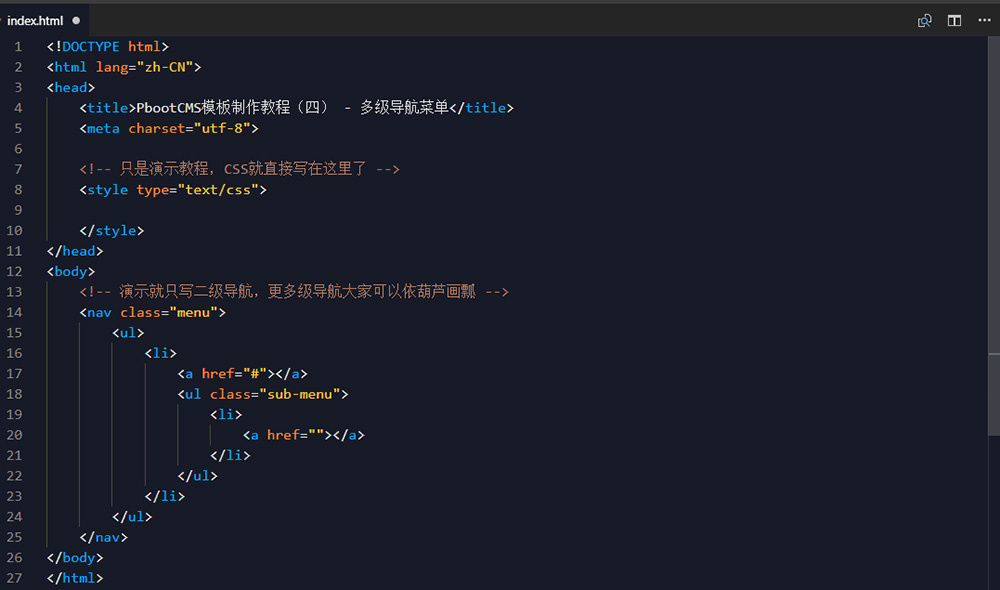 index.html
1 <!DOCTYPE html>
2 <html lang="zh-CN">
3 <head>
4 <title>PbootCMS模板制作教程（四） - 多级导航菜单</title>
5 <meta charset="utf-8">
6
7 <!-- 只是演示教程，CSS就直接写在这里了 -->
8 <style type="text/css">
9
10 </style>
11 </head>
12 <body>
13 <!-- 演示就只写二级导航，更多级导航大家可以依葫芦画瓢 -->
14 <nav class="menu">
15 <ul>
16 <li>
17 <a href="#"></a>
18 <ul class="sub-menu">
19 <li>
20 <a href=""></a>
21 </li>
22 </ul>
23 </li>
24 </ul>
25 </nav>
26 </body>
27 </html>